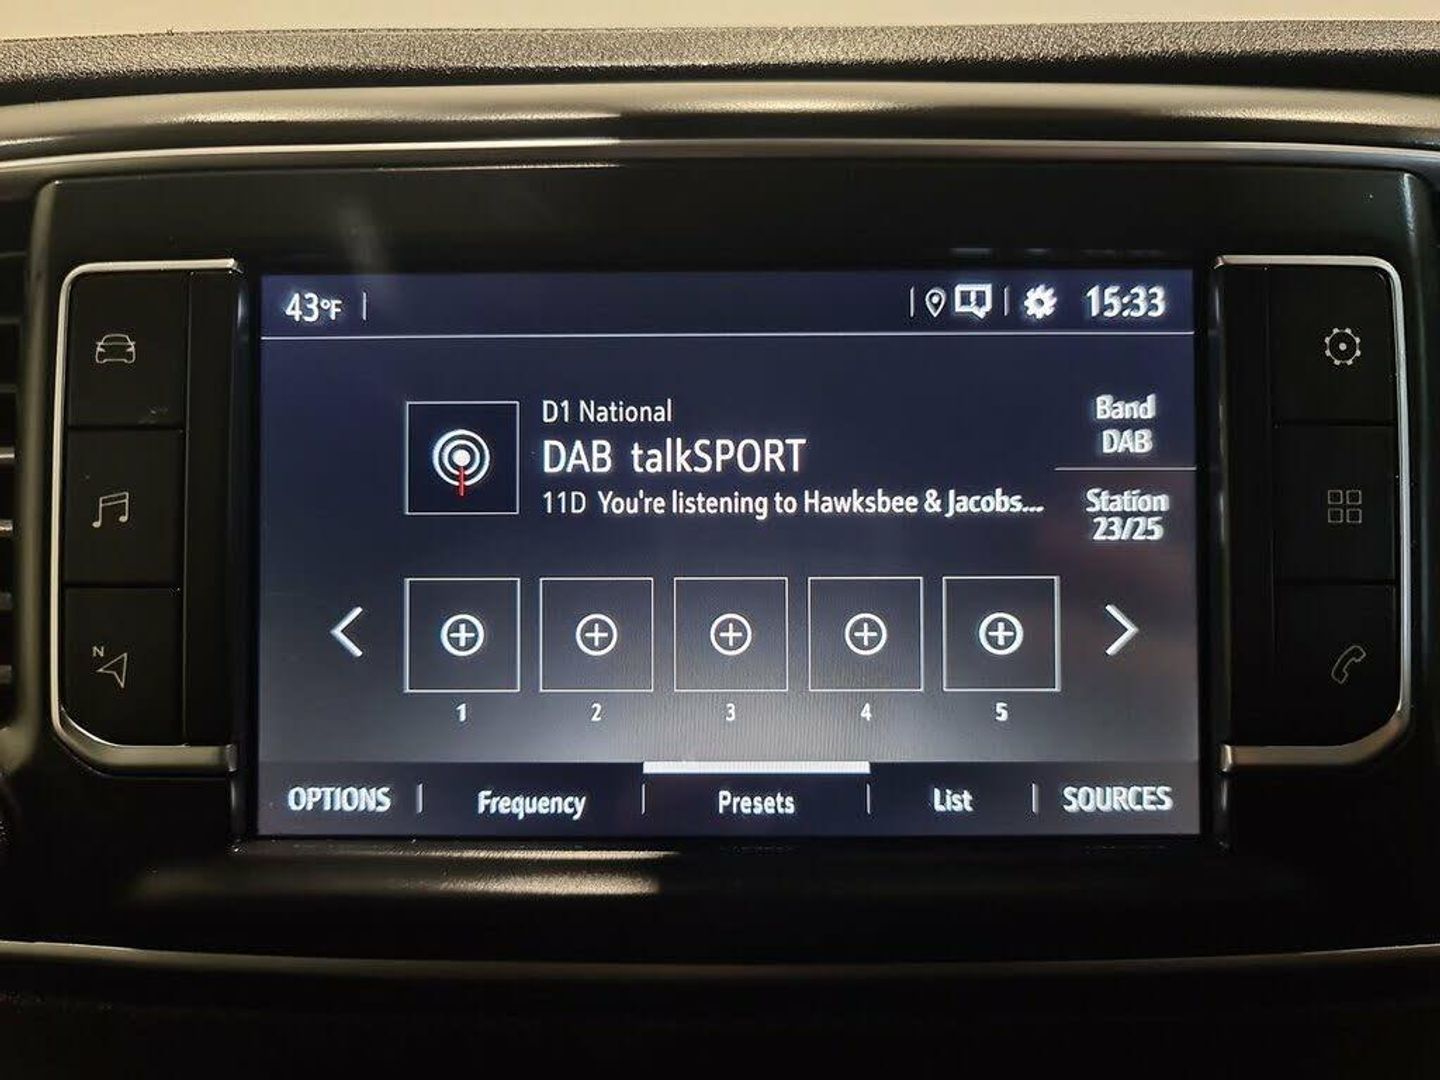 43°F
15:33
D1 National
DAB talkSPORT
11D You're listening to Hawksbee & Jacobs...
Band
DAB
Station
23/25
1 2 3 4 5
N
OPTIONS Frequency Presets List SOURCES